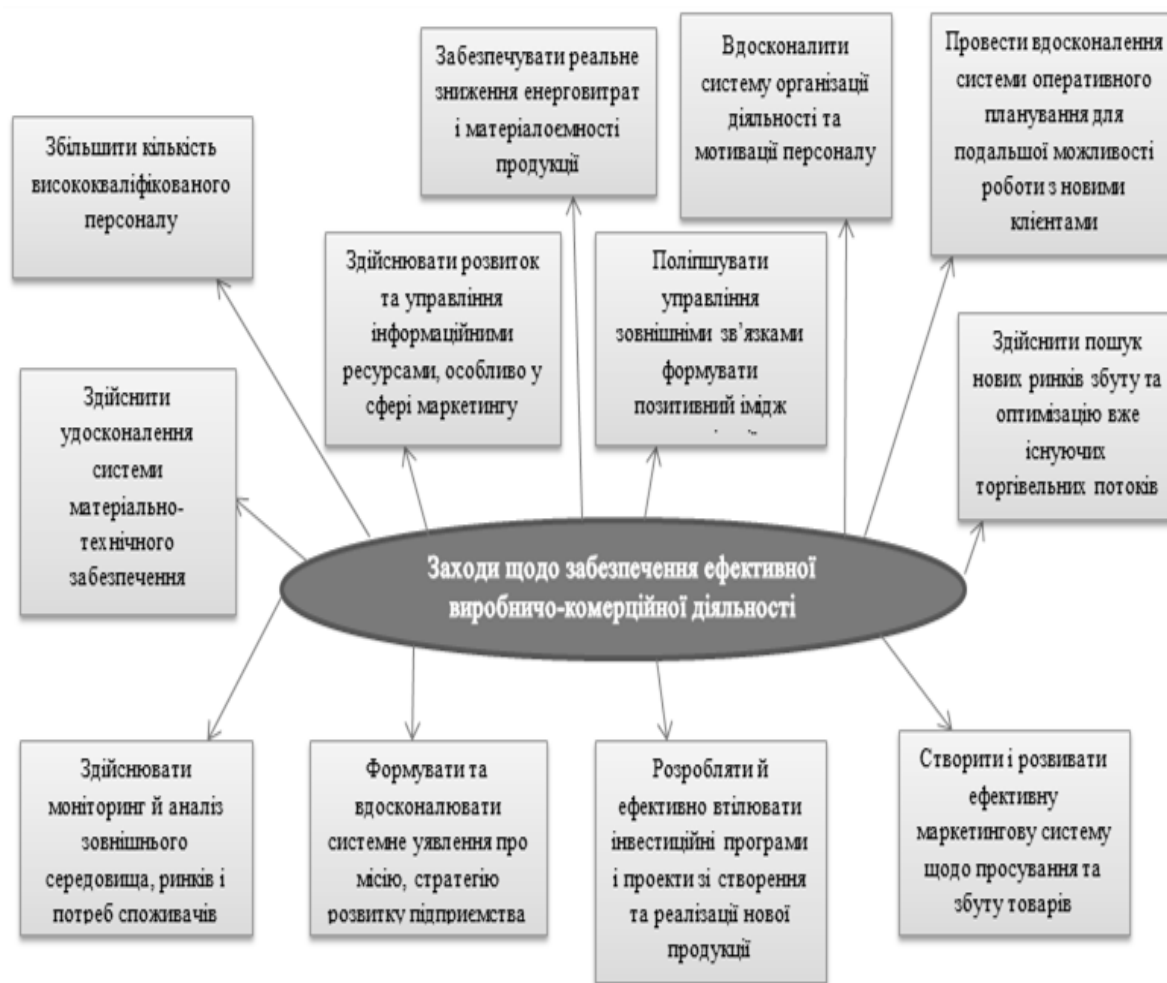 Забезпечувати реальне
зниження енерговитрат
і матеріалоємності
продукції
Вдосконалити
систему організації
діяльності та
мотивації персоналу
Провести вдосконалення
системи оперативного
планування для
подальшої можливості
роботи з новими
клієнтами
Збільшити кількість
висококваліфікованого
персоналу
Здійснювати розвиток
та управління
інформаційними
ресурсами, особливо у
сфері маркетингу
Поліпшувати
управління
зовнішніми зв’язками
формувати
позитивний імідж
Здійснити пошук
нових ринків збуту та
оптимізацію вже
існуючих
торгівельних потоків
Здійснити
удосконалення
системи
матеріально-
технічного
забезпечення
Заходи щодо забезпечення ефективної
виробничо-комерційної діяльності
Здійснювати
моніторинг й аналіз
зовнішнього
середовища, ринків і
потреб споживачів
Формувати та
вдосконалювати
системне уявлення про
місію, стратегію
розвитку підприємства
Розробляти й
ефективно втілювати
інвестиційні програми
і проекти зі створення
та реалізації нової
продукції
Створити і розвивати
ефективну
маркетингову систему
щодо просування та
збуту товарів